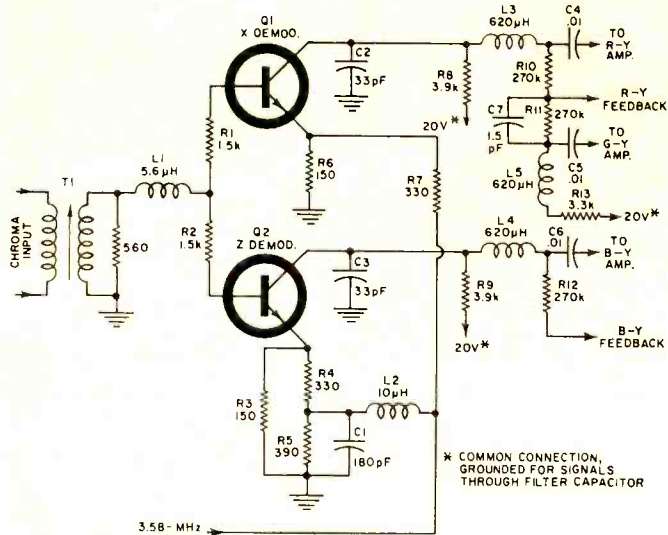 Q1
X DEMOD.
L3
620µH
C4
.01
TO
R-Y
AMP.
C2
33pF
R8
3.9k
20V*
R10
270k
R-Y
FEEDBACK
R1
1.5k
R11
270k
C7
1.5
pF
TO
G-Y
AMP.
C5
.01
L1
5.6µH
R6
150
R7
330
L5
620µH
R13
3.3k
20V*
T1
CHROMA
INPUT
560
R2
1.5k
Q2
Z DEMOD.
L4
620µH
C6
.01
TO
B-Y
AMP.
C3
33pF
R9
3.9k
20V*
R12
270k
B-Y
FEEDBACK
R4
330
L2
10µH
R3
150
R5
390
C1
180pF
* COMMON CONNECTION,
GROUNDED FOR SIGNALS
THROUGH FILTER CAPACITOR
3.58-MHz